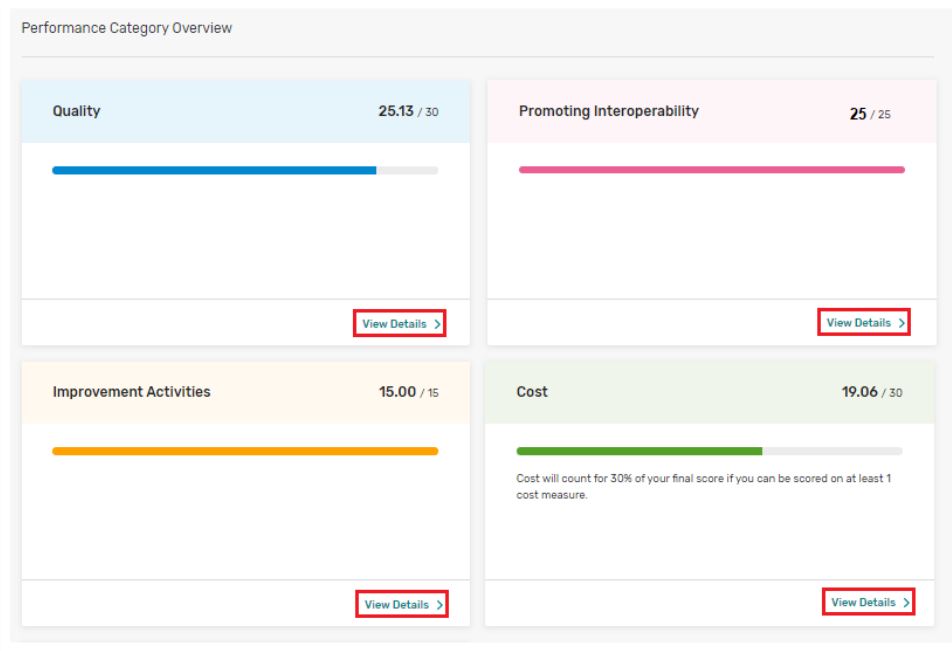 Performance Category Overview
Quality 25.13 / 30
Promoting Interoperability 25 / 25
View Details >
View Details >
Improvement Activities 15.00 / 15
Cost 19.06 / 30
Cost will count for 30% of your final score if you can be scored on at least 1
cost measure.
View Details >
View Details >